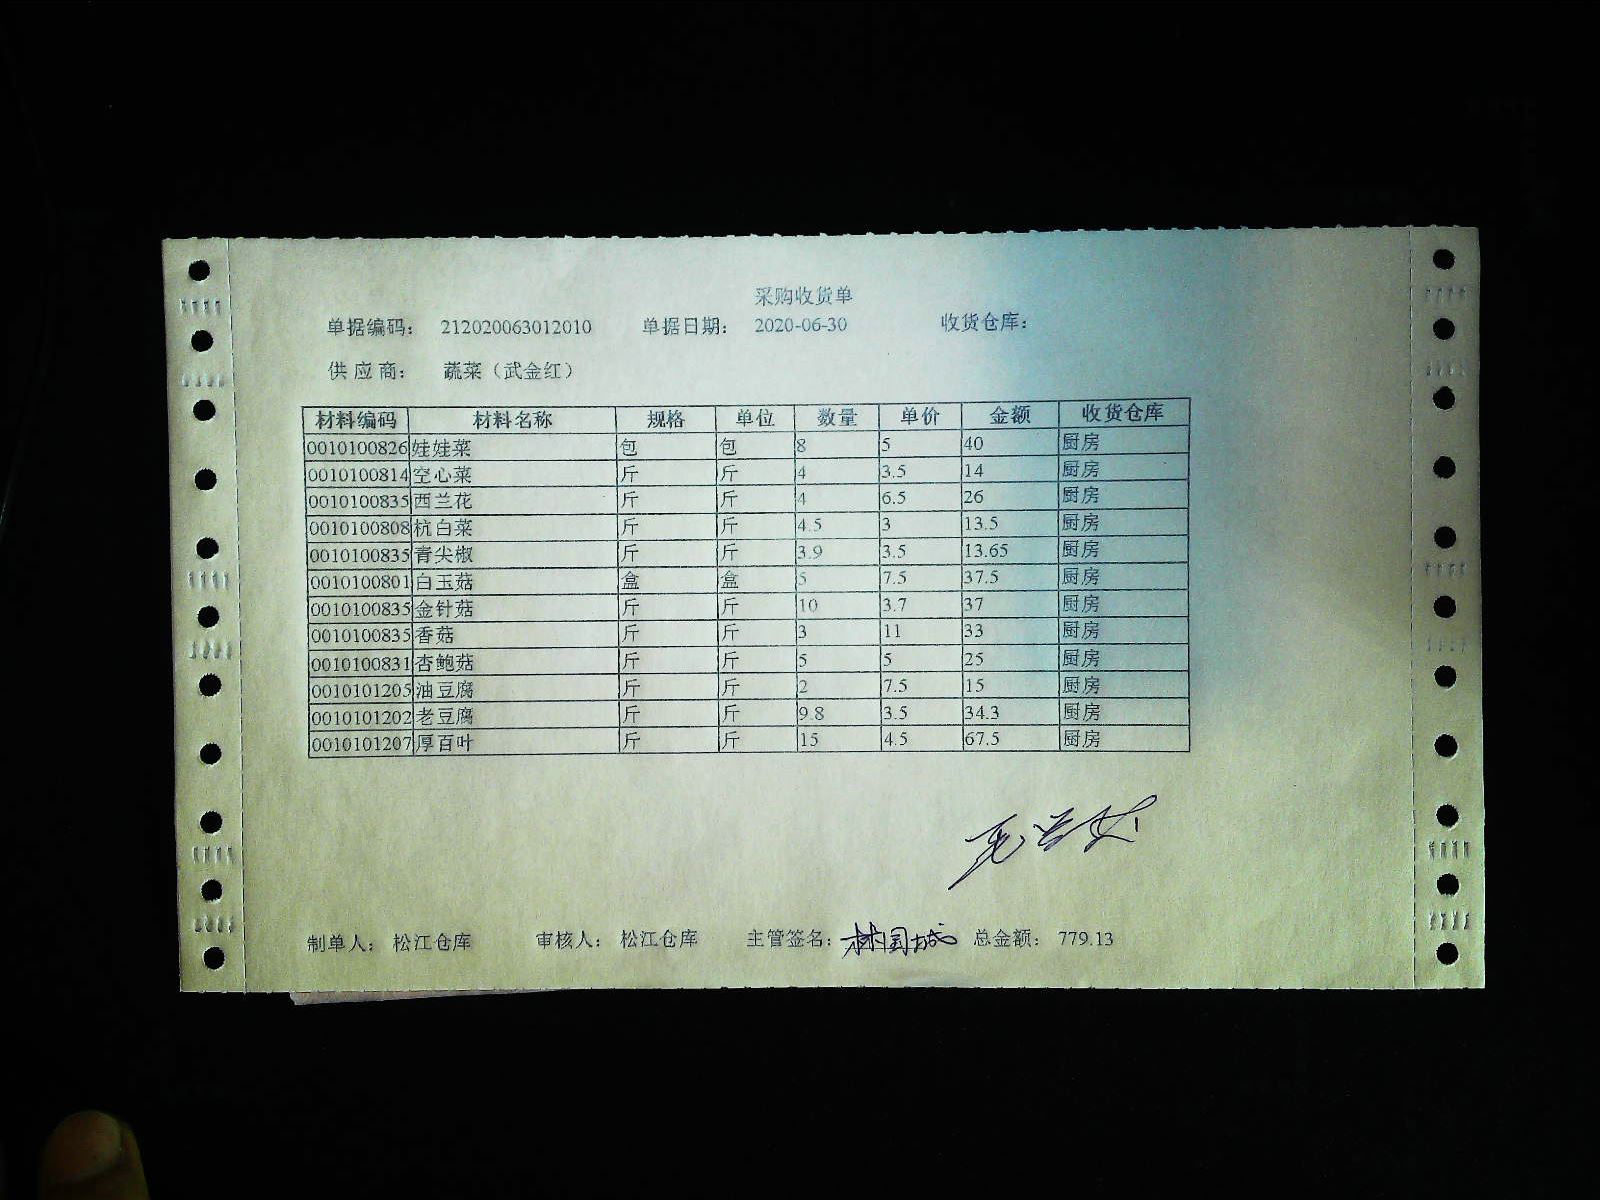 采购收货单
单据编码： 212020063012010 单据日期： 2020-06-30 收货仓库：
供 应 商： 蔬菜（武金红）
材料编码 材料名称 规格 单位 数量 单价 金额 收货仓库
0010100826 娃娃菜 包 包 8 5 40 厨房
0010100814 空心菜 斤 斤 4 3.5 14 厨房
0010100835 西兰花 斤 斤 4 6.5 26 厨房
0010100808 杭白菜 斤 斤 4.5 3 13.5 厨房
0010100835 青尖椒 斤 斤 3.9 3.5 13.65 厨房
0010100801 白玉菇 盒 盒 5 7.5 37.5 厨房
0010100835 金针菇 斤 斤 10 3.7 37 厨房
0010100835 香菇 斤 斤 3 11 33 厨房
0010100831 杏鲍菇 斤 斤 5 5 25 厨房
0010101205 油豆腐 斤 斤 2 7.5 15 厨房
0010101202 老豆腐 斤 斤 9.8 3.5 34.3 厨房
0010101207 厚百叶 斤 斤 15 4.5 67.5 厨房
制单人： 松江仓库 审核人： 松江仓库 主管签名： 林国城 总金额： 779.13